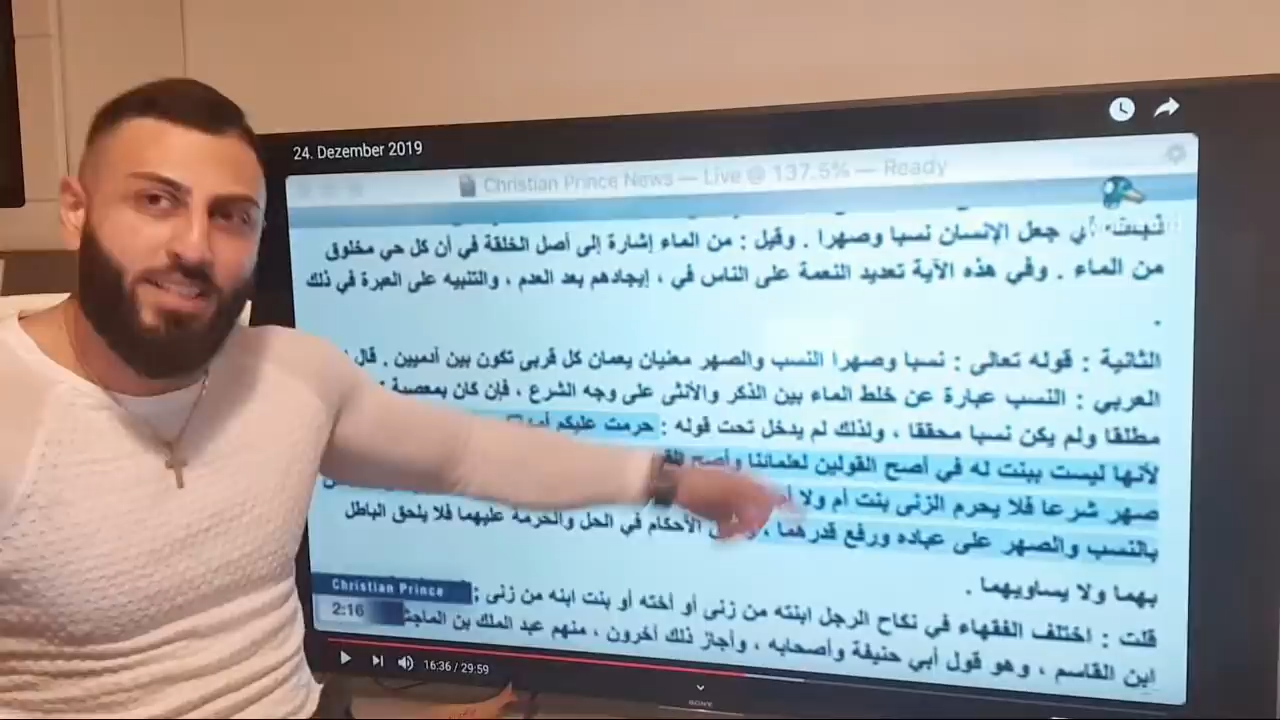 24. Dezember 2019
Christian Prince News — Live @ 137.5% — Ready
جعل الإنسان نسبا وصهرا . وقيل : من الماء إشارة إلى أصل الخلقة في أن كل حي مخلوق
من الماء . وفي هذه الآية تعديد النعمة على الناس في ، إيجادهم بعد العدم ، والتنبيه على العبرة في ذلك
.
الثانية : قوله تعالى : نسبا وصهرا النسب والصهر معنيان يعمان كل قربى تكون بين آدميين . قال
العربي : النسب عبارة عن خلط الماء بين الذكر والأنثى على وجه الشرع ، فإن كان بمعصية
مطلقا ولم يكن نسبا محققا ، ولذلك لم يدخل تحت قوله : حرمت عليكم
لأنها ليست ببنت له في أصح القولين لعلمائنا وأصح
صهر شرعا فلا يحرم الزنى بنت أم ولا
بالنسب والصهر على عباده ورفع قدرهما ، الأحكام في الحل والحرمة عليهما فلا يلحق الباطل
بهما ولا يساويهما .
قلت : اختلف الفقهاء في نكاح الرجل ابنته من زنى أو أخته أو بنت ابنه من زنى ;
ابن القاسم ، وهو قول أبي حنيفة وأصحابه ، وأجاز ذلك آخرون ، منهم عبد الملك بن
Christian Prince
2:16
16:36 / 29:59
SONY